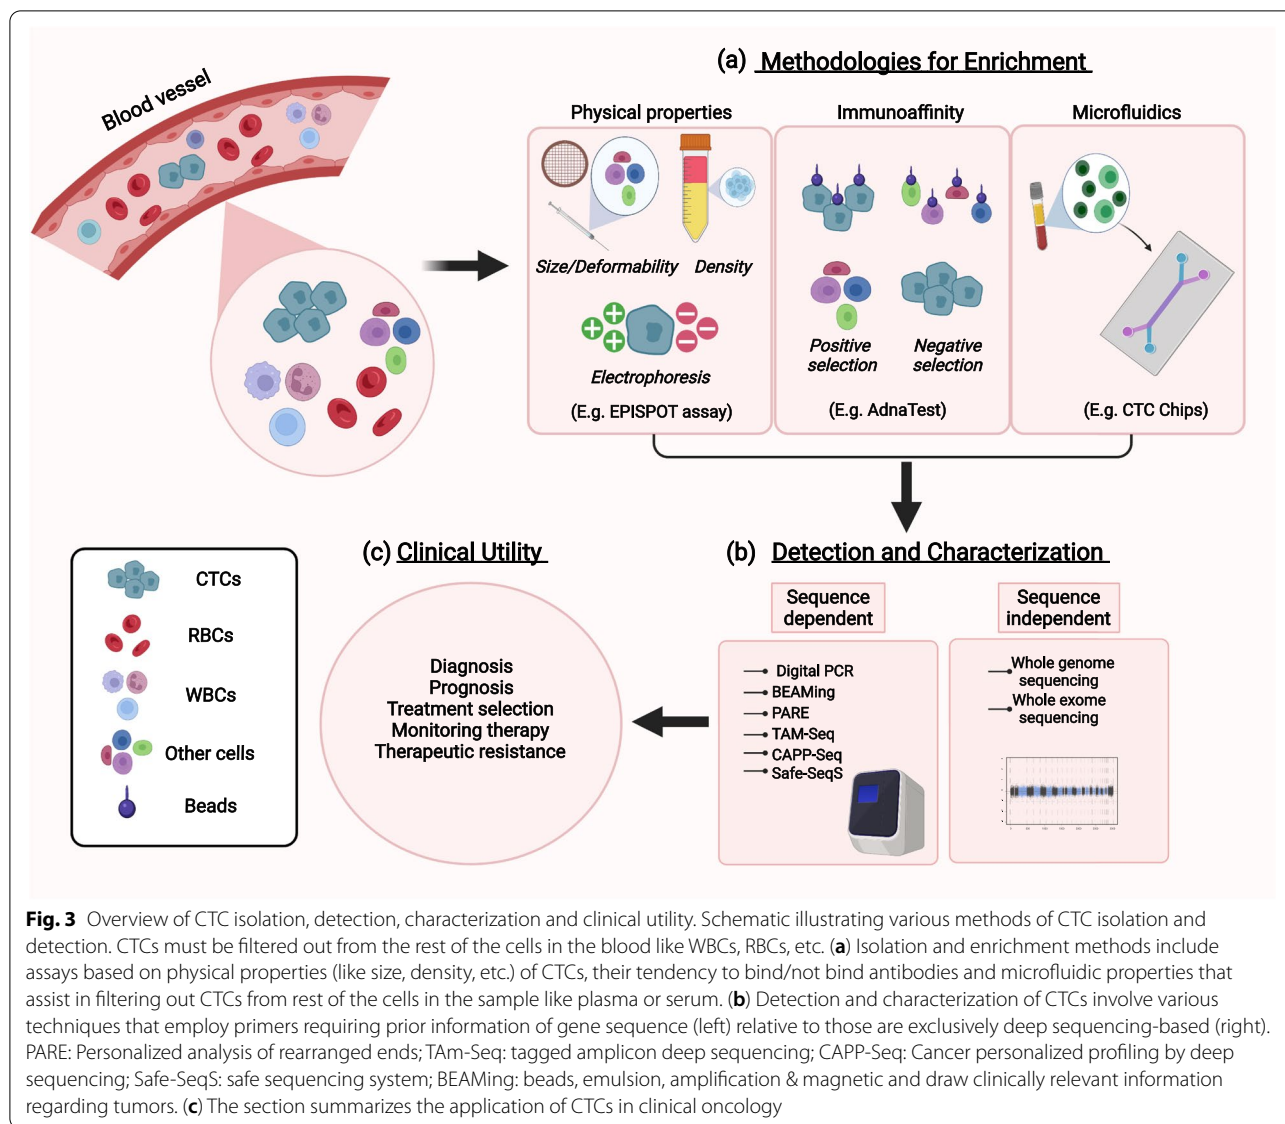 Blood vessel
(a) Methodologies for Enrichment
Physical properties
Immunoaffinity
Microfluidics
Size/Deformability
Density
Electrophoresis
(E.g. EPISPOT assay)
Positive
selection
Negative
selection
(E.g. AdnaTest)
(E.g. CTC Chips)
CTCs
RBCs
WBCs
Other cells
Beads
(c) Clinical Utility
Diagnosis
Prognosis
Treatment selection
Monitoring therapy
Therapeutic resistance
(b) Detection and Characterization
Sequence
dependent
Digital PCR
BEAMing
PARE
TAM-Seq
CAPP-Seq
Safe-SeqS
Sequence
independent
Whole genome
sequencing
Whole exome
sequencing
Fig. 3 Overview of CTC isolation, detection, characterization and clinical utility. Schematic illustrating various methods of CTC isolation and
detection. CTCs must be filtered out from the rest of the cells in the blood like WBCs, RBCs, etc. (a) Isolation and enrichment methods include
assays based on physical properties (like size, density, etc.) of CTCs, their tendency to bind/not bind antibodies and microfluidic properties that
assist in filtering out CTCs from rest of the cells in the sample like plasma or serum. (b) Detection and characterization of CTCs involve various
techniques that employ primers requiring prior information of gene sequence (left) relative to those are exclusively deep sequencing-based (right).
PARE: Personalized analysis of rearranged ends; TAm-Seq: tagged amplicon deep sequencing; CAPP-Seq: Cancer personalized profiling by deep
sequencing; Safe-SeqS: safe sequencing system; BEAMing: beads, emulsion, amplification & magnetic and draw clinically relevant information
regarding tumors. (c) The section summarizes the application of CTCs in clinical oncology